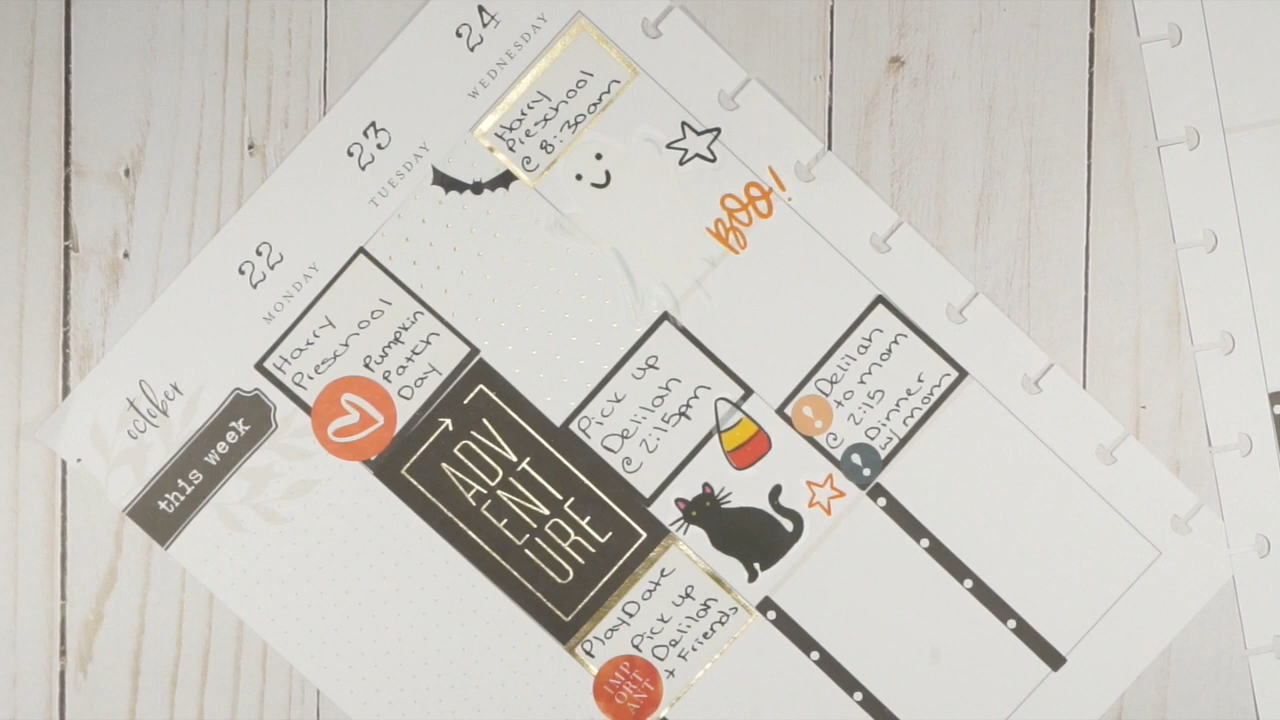 october
this week
22
MONDAY
Harry
Preschool
Pumpkin
Patch
Day
ADV
ENT
URE
PlayDate
Pick up
Delilah
+ Friends
IMP
ORT
ANT
23
TUESDAY
Pick up
Delilah
@ 2:15pm
24
WEDNESDAY
Harry
Preschool
@ 8:30am
BOO!
!
Delilah
to mom
@ 2:15
!
Dinner
w/ mom